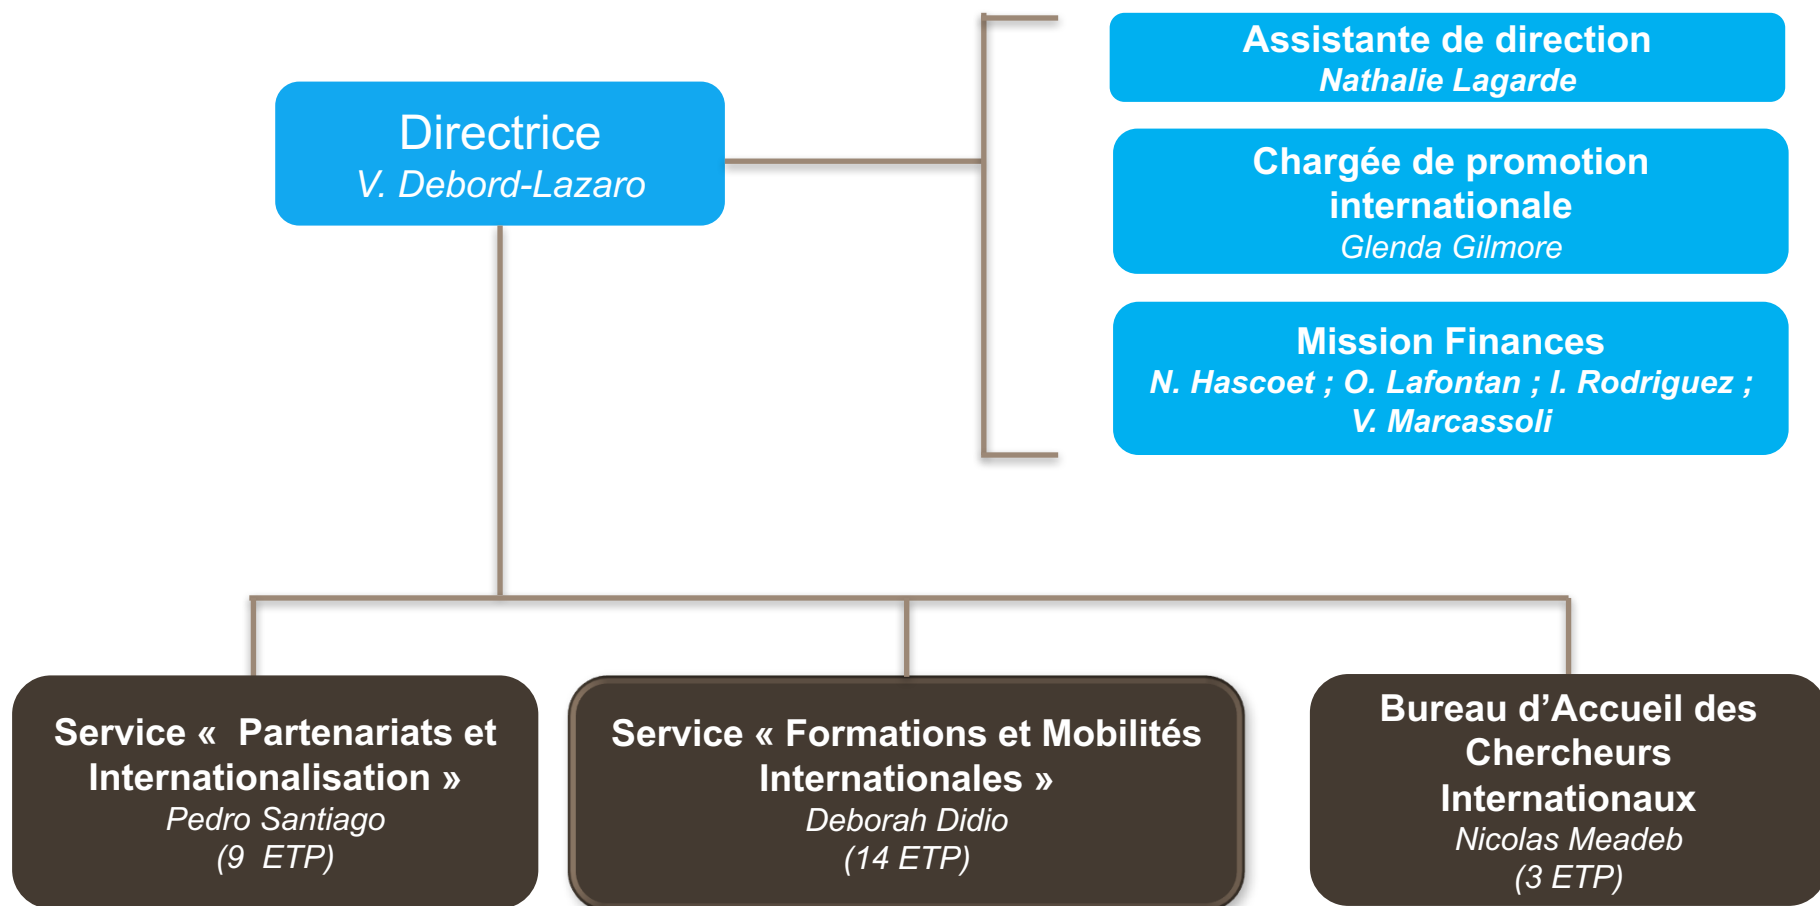 Directrice
V. Debord-Lazaro
Assistante de direction
Nathalie Lagarde
Chargée de promotion
internationale
Glenda Gilmore
Mission Finances
N. Hascoet ; O. Lafontan ; I. Rodriguez ;
V. Marcassoli
Service «  Partenariats et
Internationalisation »
Pedro Santiago
(9  ETP)
Service « Formations et Mobilités
Internationales »
Deborah Didio
(14 ETP)
Bureau d’Accueil des
Chercheurs
Internationaux
Nicolas Meadeb
(3 ETP)